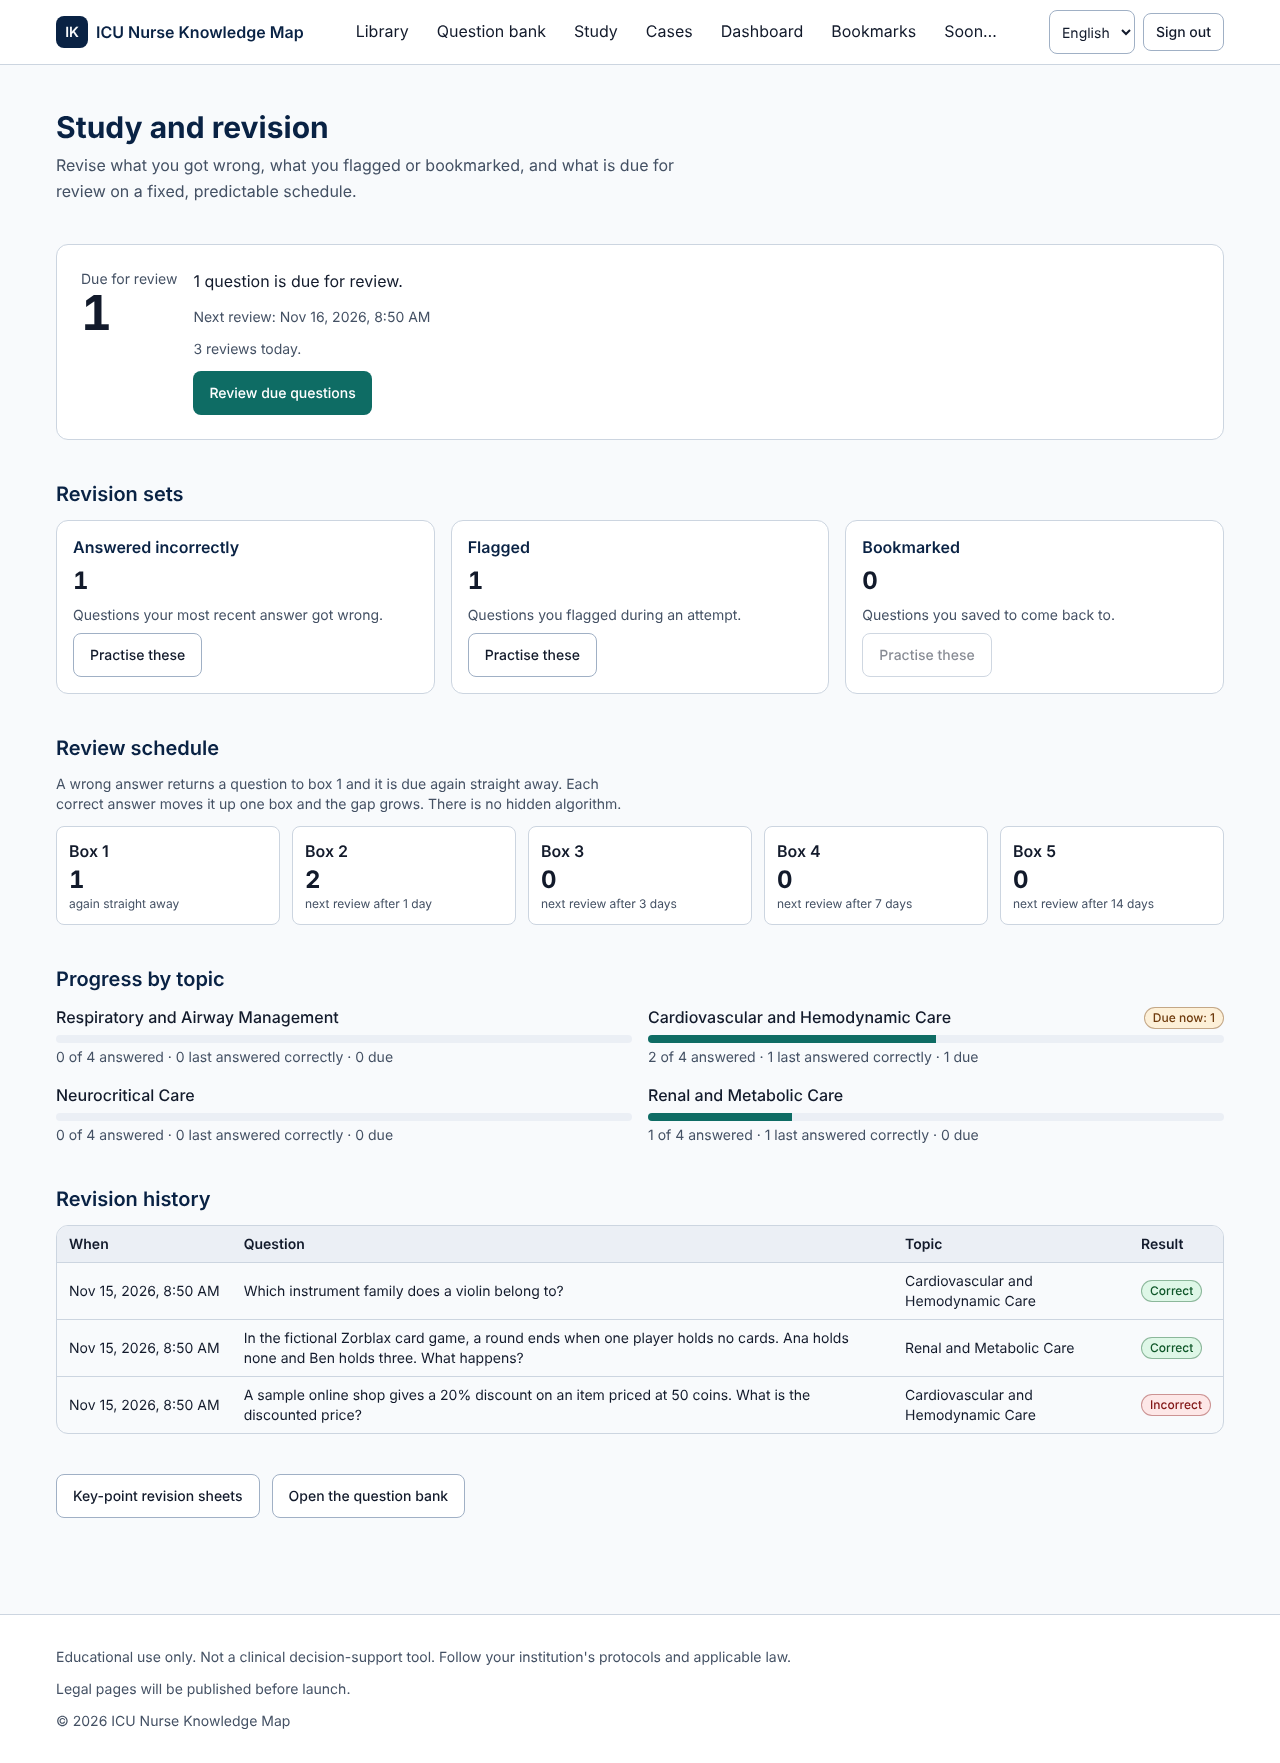 IK
ICU Nurse Knowledge Map
Library
Question bank
Study
Cases
Dashboard
Bookmarks
Soon...
English
Sign out
Study and revision
Revise what you got wrong, what you flagged or bookmarked, and what is due for
review on a fixed, predictable schedule.
Due for review
1
1 question is due for review.
Next review: Nov 16, 2026, 8:50 AM
3 reviews today.
Review due questions
Revision sets
Answered incorrectly
1
Questions your most recent answer got wrong.
Practise these
Flagged
1
Questions you flagged during an attempt.
Practise these
Bookmarked
0
Questions you saved to come back to.
Practise these
Review schedule
A wrong answer returns a question to box 1 and it is due again straight away. Each
correct answer moves it up one box and the gap grows. There is no hidden algorithm.
Box 1
1
again straight away
Box 2
2
next review after 1 day
Box 3
0
next review after 3 days
Box 4
0
next review after 7 days
Box 5
0
next review after 14 days
Progress by topic
Respiratory and Airway Management
0 of 4 answered · 0 last answered correctly · 0 due
Cardiovascular and Hemodynamic Care
Due now: 1
2 of 4 answered · 1 last answered correctly · 1 due
Neurocritical Care
0 of 4 answered · 0 last answered correctly · 0 due
Renal and Metabolic Care
1 of 4 answered · 1 last answered correctly · 0 due
Revision history
When
Question
Topic
Result
Nov 15, 2026, 8:50 AM
Which instrument family does a violin belong to?
Cardiovascular and
Hemodynamic Care
Correct
Nov 15, 2026, 8:50 AM
In the fictional Zorblax card game, a round ends when one player holds no cards. Ana holds
none and Ben holds three. What happens?
Renal and Metabolic Care
Correct
Nov 15, 2026, 8:50 AM
A sample online shop gives a 20% discount on an item priced at 50 coins. What is the
discounted price?
Cardiovascular and
Hemodynamic Care
Incorrect
Key-point revision sheets
Open the question bank
Educational use only. Not a clinical decision-support tool. Follow your institution's protocols and applicable law.
Legal pages will be published before launch.
© 2026 ICU Nurse Knowledge Map